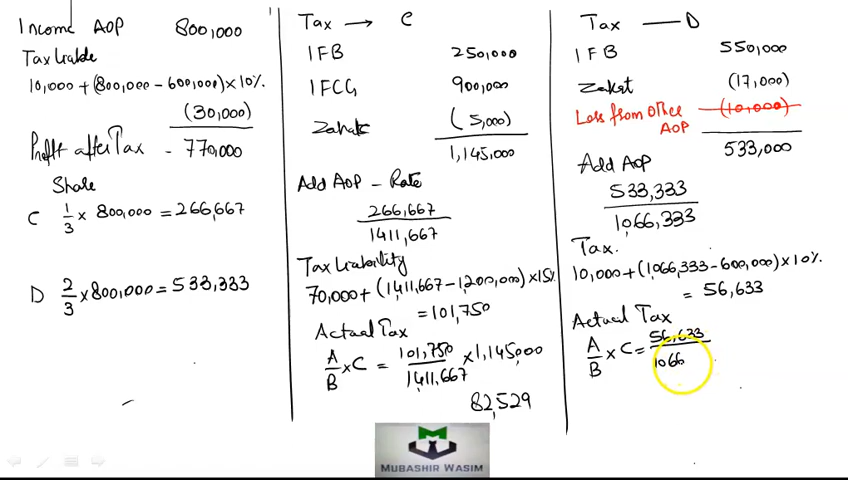 Income AOP 800,000
Tax Liable
10,000 + (800,000 - 600,000) x 10%
(30,000)
Profit after Tax - 770,000
Share
C 1/3 x 800,000 = 266,667
D 2/3 x 800,000 = 533,333
Tax → C
IFB 250,000
IFCG 900,000
Zakat (5,000)
1,145,000
Add AOP - Rate
266,667
1411,667
Tax Liability
70,000 + (1,411,667 - 1,200,000) x 15%
= 101,750
Actual Tax
A/B x C = 101,750/1411,667 x 1,145,000
82,529
Tax — D
IFB 550,000
Zakat (17,000)
Loss from Office (10,000)
AOP
533,000
Add AOP
533,333
1,066,333
Tax.
10,000 + (1,066,333 - 600,000) x 10%.
= 56,633
Actual Tax
A/B x C = 56,633/1066
MUBASHIR WASIM